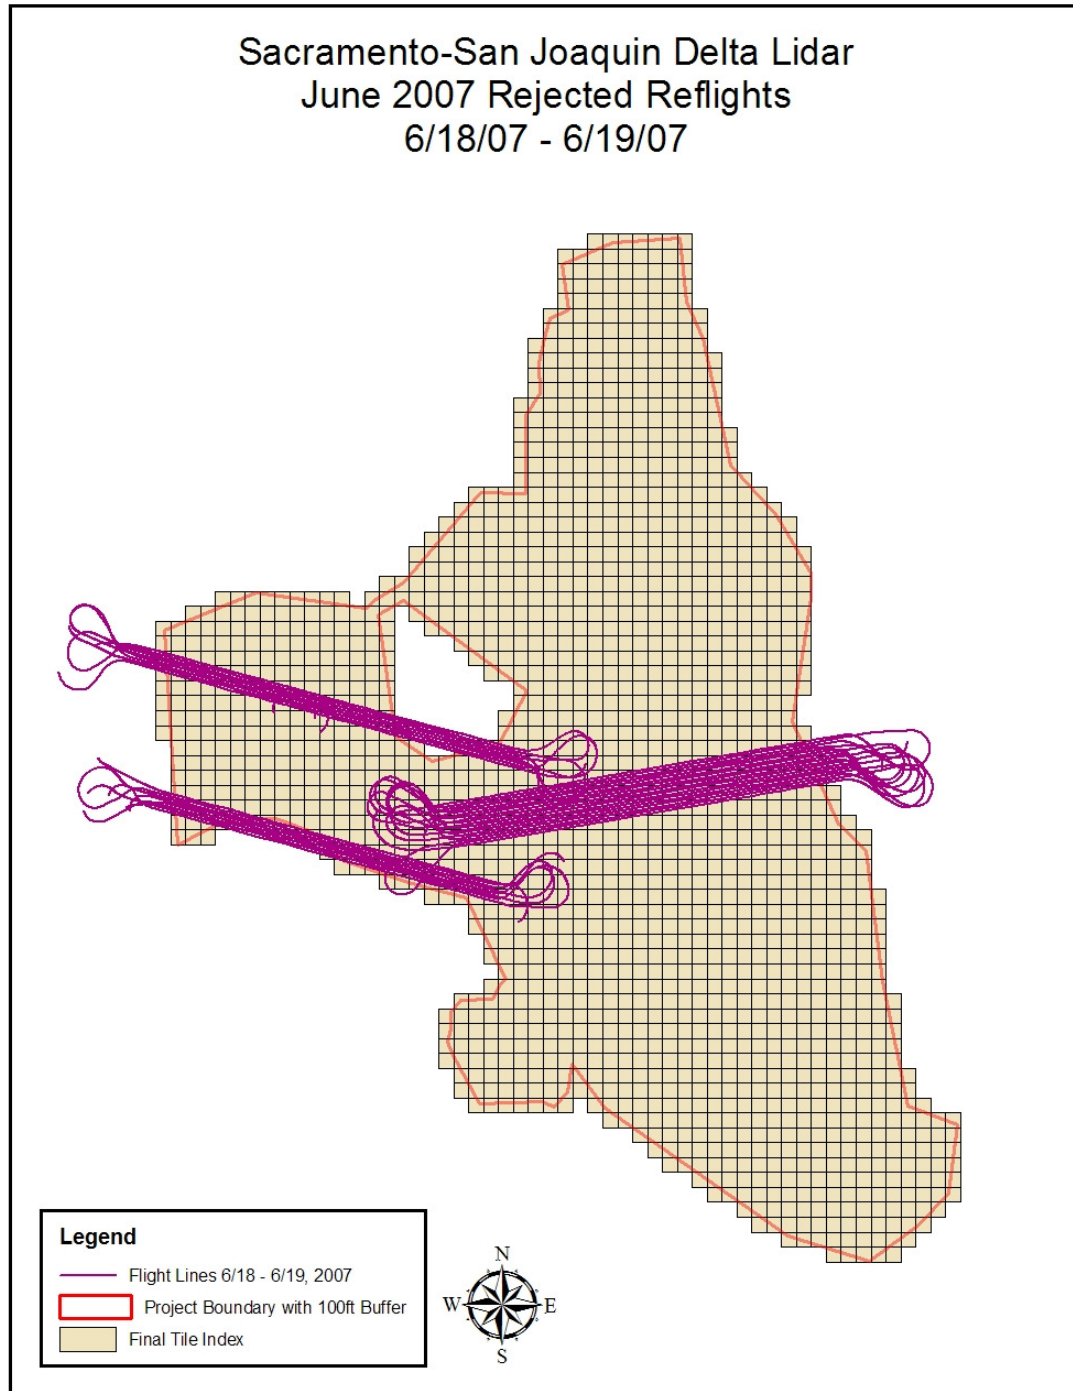 Sacramento-San Joaquin Delta Lidar
June 2007 Rejected Reflights
6/18/07 - 6/19/07
Legend
Flight Lines 6/18 - 6/19, 2007
Project Boundary with 100ft Buffer
Final Tile Index
N
W E
S